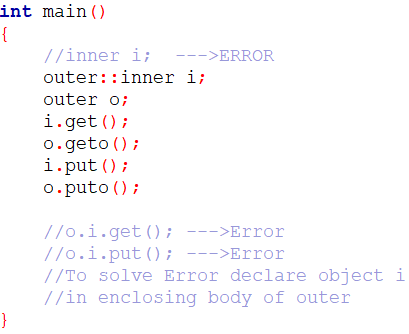 int main()
{
//inner i;  --->ERROR
outer::inner i;
outer o;
i.get();
o.geto();
i.put();
o.puto();
//o.i.get(); --->Error
//o.i.put(); --->Error
//To solve Error declare object i
//in enclosing body of outer
}